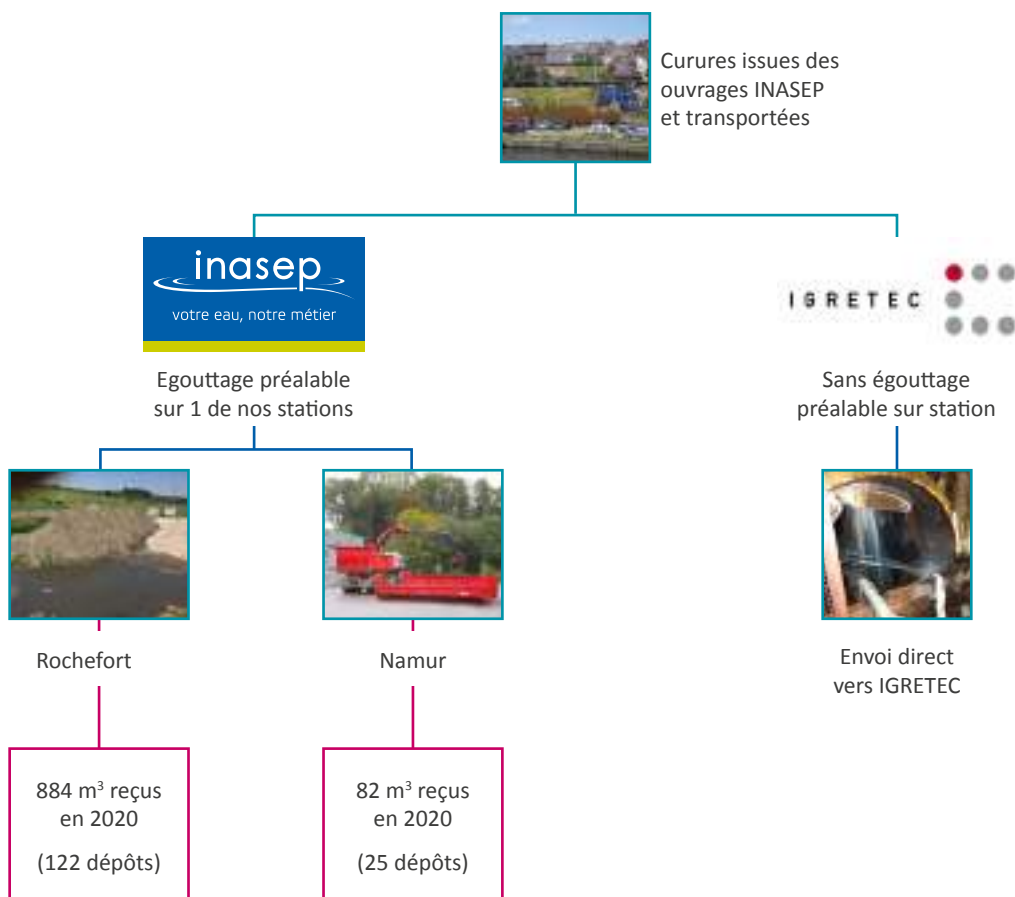 Curures issues des
ouvrages INASEP
et transportées
inasep
votre eau, notre métier
IGRETEC
Egouttage préalable
sur 1 de nos stations
Sans égouttage
préalable sur station
Rochefort
Namur
Envoi direct
vers IGRETEC
884 m³ reçus
en 2020
(122 dépôts)
82 m³ reçus
en 2020
(25 dépôts)